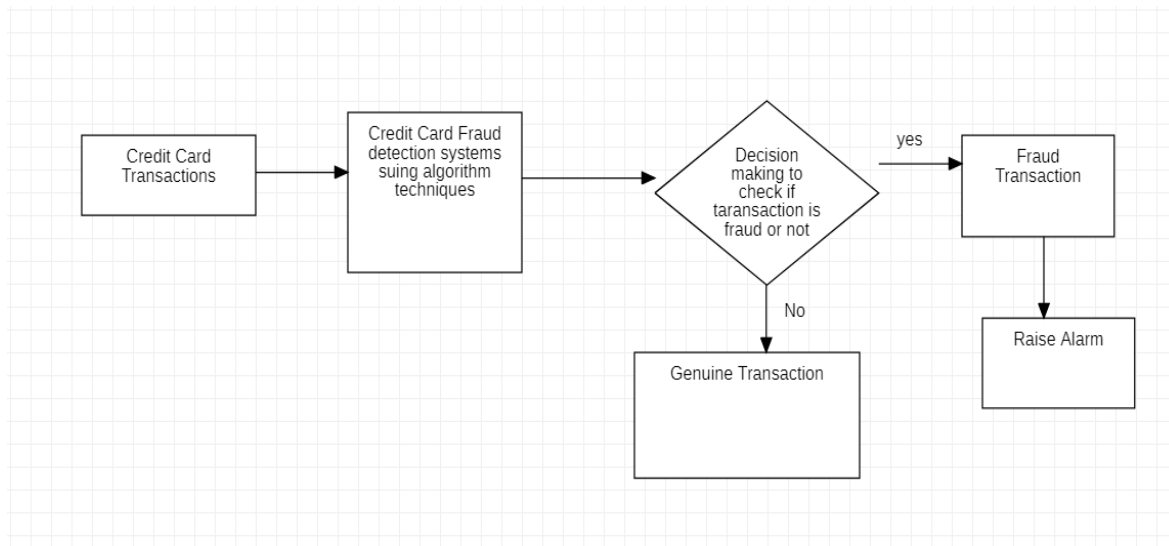 Credit Card
Transactions
Credit Card Fraud
detection systems
suing algorithm
techniques
Decision
making to
check if
taransaction is
fraud or not
yes
Fraud
Transaction
No
Raise Alarm
Genuine Transaction